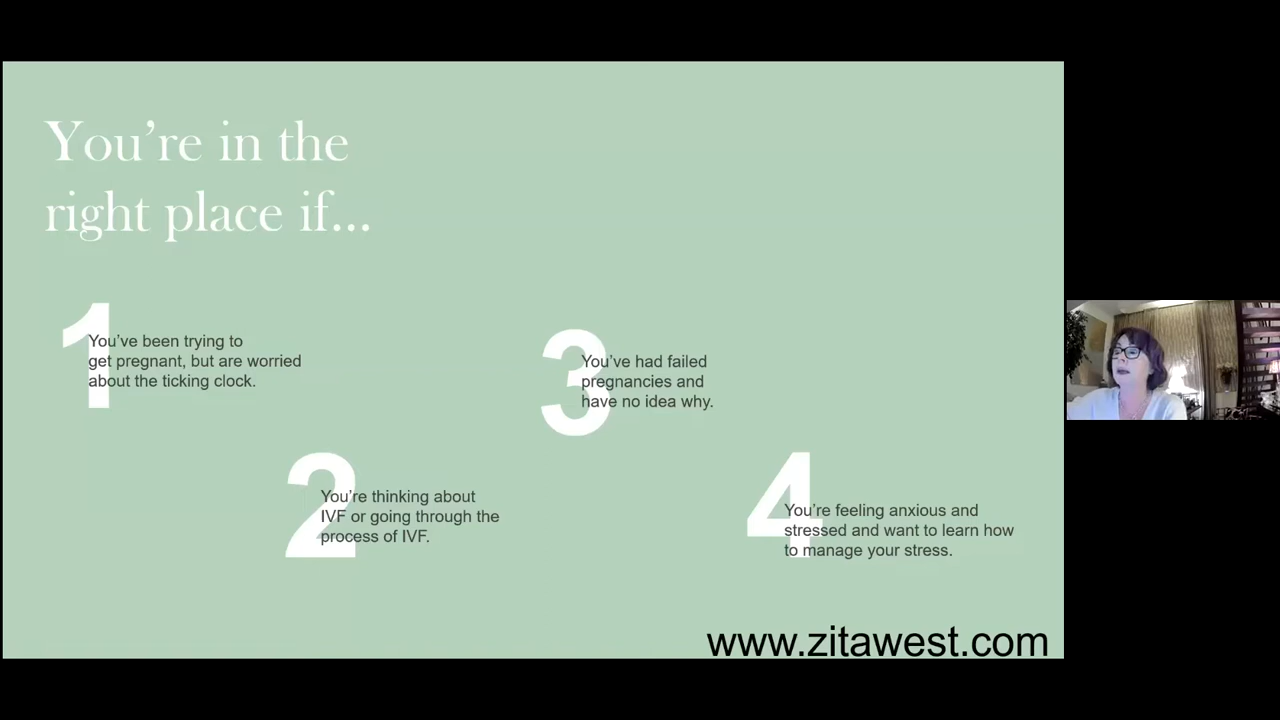 You’re in the
right place if...
1
You’ve been trying to
get pregnant, but are worried
about the ticking clock.
2
You’re thinking about
IVF or going through the
process of IVF.
3
You’ve had failed
pregnancies and
have no idea why.
4
You’re feeling anxious and
stressed and want to learn how
to manage your stress.
www.zitawest.com